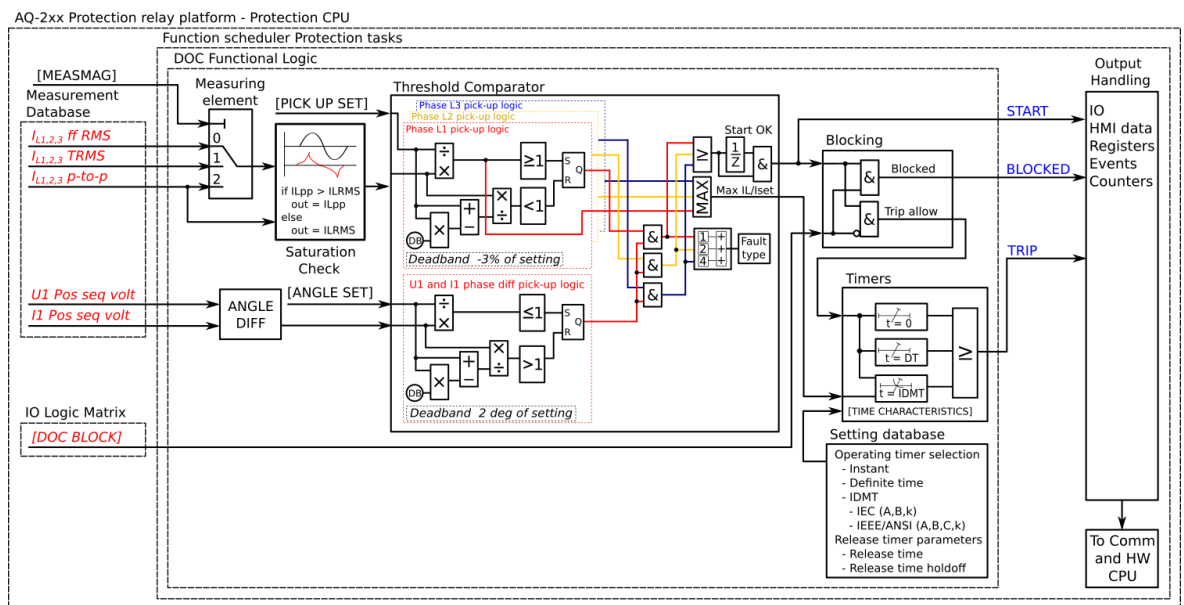 AQ-2xx Protection relay platform - Protection CPU
Function scheduler Protection tasks
DOC Functional Logic
[MEASMAG]
Measurement
Database
IL1,2,3 ff RMS
IL1,2,3 TRMS
IL1,2,3 p-to-p
Measuring
element
0
1
2
[PICK UP SET]
if ILpp > ILRMS
out = ILpp
else
out = ILRMS
Saturation
Check
Threshold Comparator
Phase L3 pick-up logic
Phase L2 pick-up logic
Phase L1 pick-up logic
÷
×
≥1
S
R
Q
×
÷
<1
+
−
×
DB
Deadband -3% of setting
U1 Pos seq volt
I1 Pos seq volt
ANGLE
DIFF
[ANGLE SET]
U1 and I1 phase diff pick-up logic
÷
×
≤1
S
R
Q
×
÷
>1
+
−
×
DB
Deadband 2 deg of setting
&
&
&
≥1
MAX
1 +
2 +
4 +
Start OK
1
Z
&
Max IL/Iset
Fault
type
Blocking
&
Blocked
&
Trip allow
Timers
t = 0
t = DT
t = IDMT
≥1
[TIME CHARACTERISTICS]
START
BLOCKED
TRIP
Output
Handling
IO
HMI data
Registers
Events
Counters
To Comm
and HW
CPU
IO Logic Matrix
[DOC BLOCK]
Setting database
Operating timer selection
- Instant
- Definite time
- IDMT
- IEC (A,B,k)
- IEEE/ANSI (A,B,C,k)
Release timer parameters
- Release time
- Release time holdoff